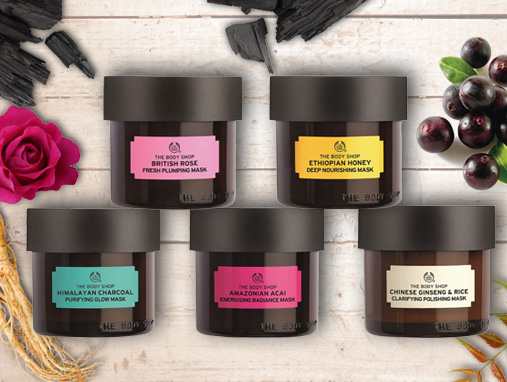 THE BODY SHOP
BRITISH ROSE
FRESH PLUMPING MASK
THE BODY SHOP
ETHIOPIAN HONEY
DEEP NOURISHING MASK
THE BODY SHOP
HIMALAYAN CHARCOAL
PURIFYING GLOW MASK
THE BODY SHOP
AMAZONIAN ACAI
ENERGISING RADIANCE MASK
THE BODY SHOP
CHINESE GINSENG & RICE
CLARIFYING POLISHING MASK